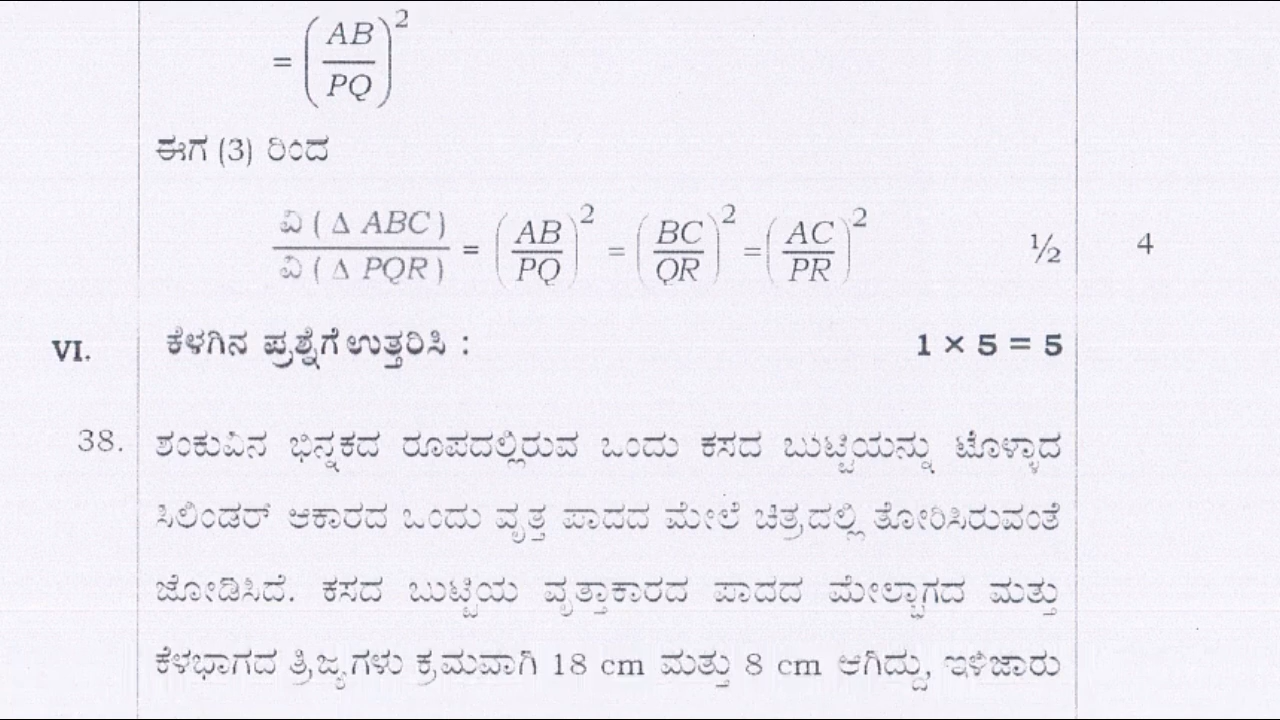 = (AB/PQ)²
ಈಗ (3) ರಿಂದ
ವಿ ( Δ ABC ) / ವಿ ( Δ PQR ) = (AB/PQ)² = (BC/QR)² = (AC/PR)² ½ 4
VI. ಕೆಳಗಿನ ಪ್ರಶ್ನೆಗೆ ಉತ್ತರಿಸಿ : 1 × 5 = 5
38. ಶಂಕುವಿನ ಭಿನ್ನಕದ ರೂಪದಲ್ಲಿರುವ ಒಂದು ಕಸದ ಬುಟ್ಟಿಯನ್ನು ಟೊಳ್ಳಾದ
ಸಿಲಿಂಡರ್ ಆಕಾರದ ಒಂದು ವೃತ್ತ ಪಾದದ ಮೇಲೆ ಚಿತ್ರದಲ್ಲಿ ತೋರಿಸಿರುವಂತೆ
ಜೋಡಿಸಿದೆ. ಕಸದ ಬುಟ್ಟಿಯ ವೃತ್ತಾಕಾರದ ಪಾದದ ಮೇಲ್ಭಾಗದ ಮತ್ತು
ಕೆಳಭಾಗದ ತ್ರಿಜ್ಯಗಳು ಕ್ರಮವಾಗಿ 18 cm ಮತ್ತು 8 cm ಆಗಿದ್ದು, ಇಳಿಜಾರು